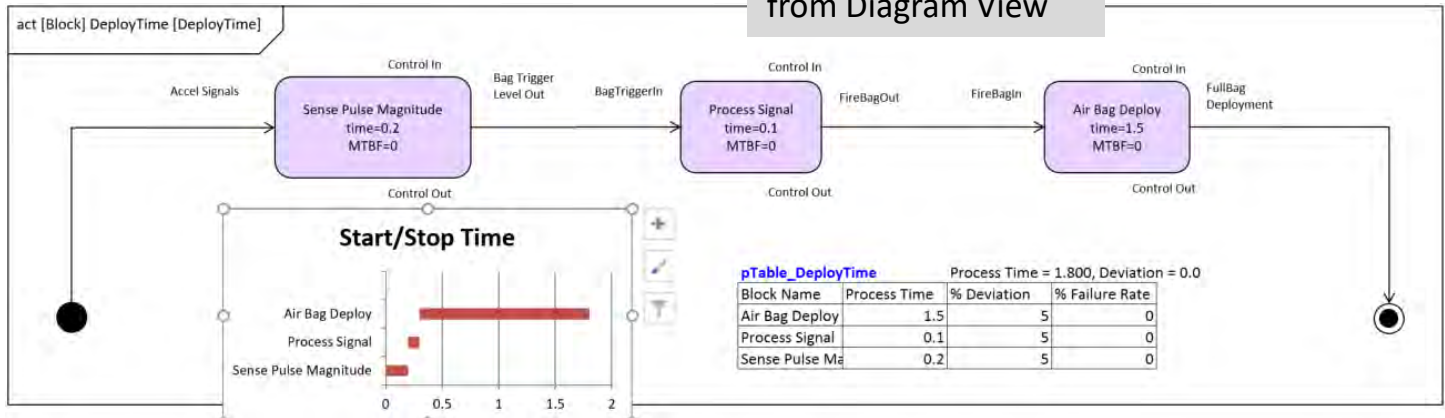 from Diagram View
act [Block] DeployTime [DeployTime]
Accel Signals
Control In
Sense Pulse Magnitude
time=0.2
MTBF=0
Control Out
Bag Trigger
Level Out
BagTriggerIn
Control In
Process Signal
time=0.1
MTBF=0
Control Out
FireBagOut
FireBagIn
Control In
Air Bag Deploy
time=1.5
MTBF=0
Control Out
FullBag
Deployment
Start/Stop Time
Air Bag Deploy
Process Signal
Sense Pulse Magnitude
0 0.5 1 1.5 2
pTable_DeployTime Process Time = 1.800, Deviation = 0.0
Block Name Process Time % Deviation % Failure Rate
Air Bag Deploy 1.5 5 0
Process Signal 0.1 5 0
Sense Pulse Ma 0.2 5 0